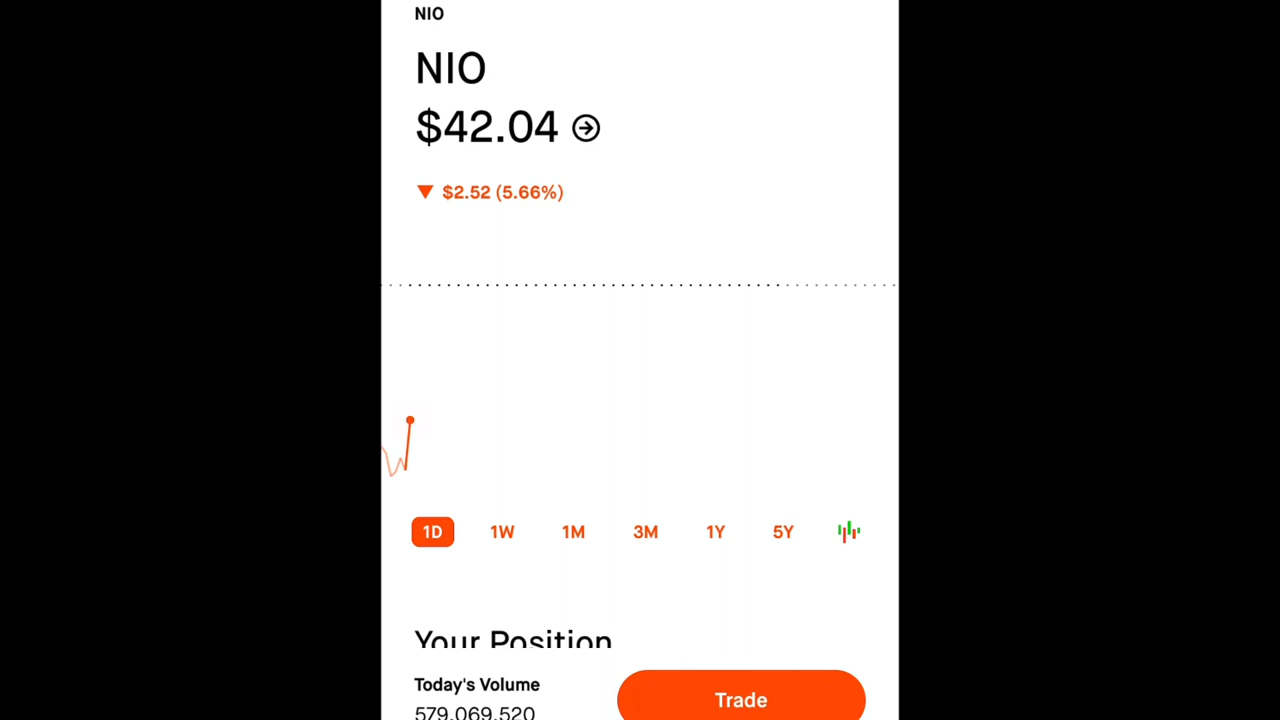 NIO
NIO
$42.04
▼ $2.52 (5.66%)
1D 1W 1M 3M 1Y 5Y
Your Position
Today's Volume
579,069,520
Trade